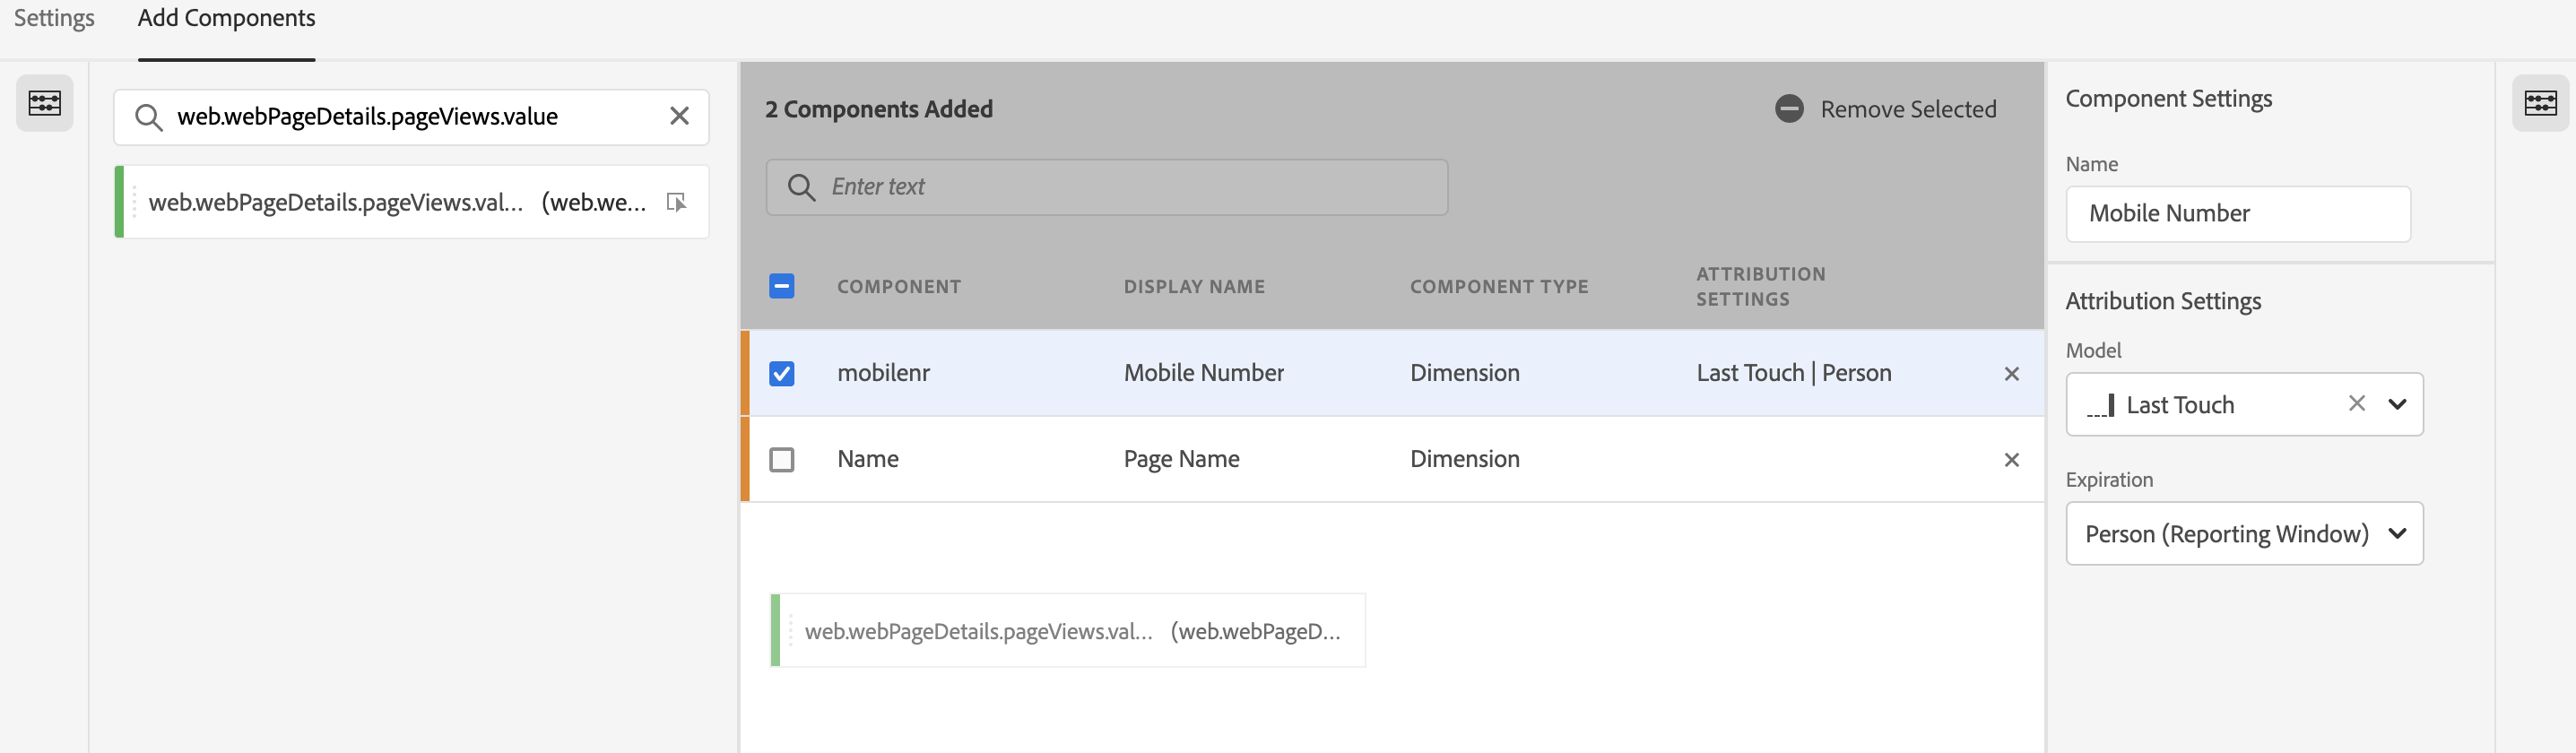 Settings
Add Components
web.webPageDetails.pageViews.value
web.webPageDetails.pageViews.val... (web.we...
2 Components Added
Remove Selected
Enter text
COMPONENT DISPLAY NAME COMPONENT TYPE ATTRIBUTION SETTINGS
mobilenr Mobile Number Dimension Last Touch | Person
Name Page Name Dimension
web.webPageDetails.pageViews.val... (web.webPageD...
Component Settings
Name
Mobile Number
Attribution Settings
Model
Last Touch
Expiration
Person (Reporting Window)